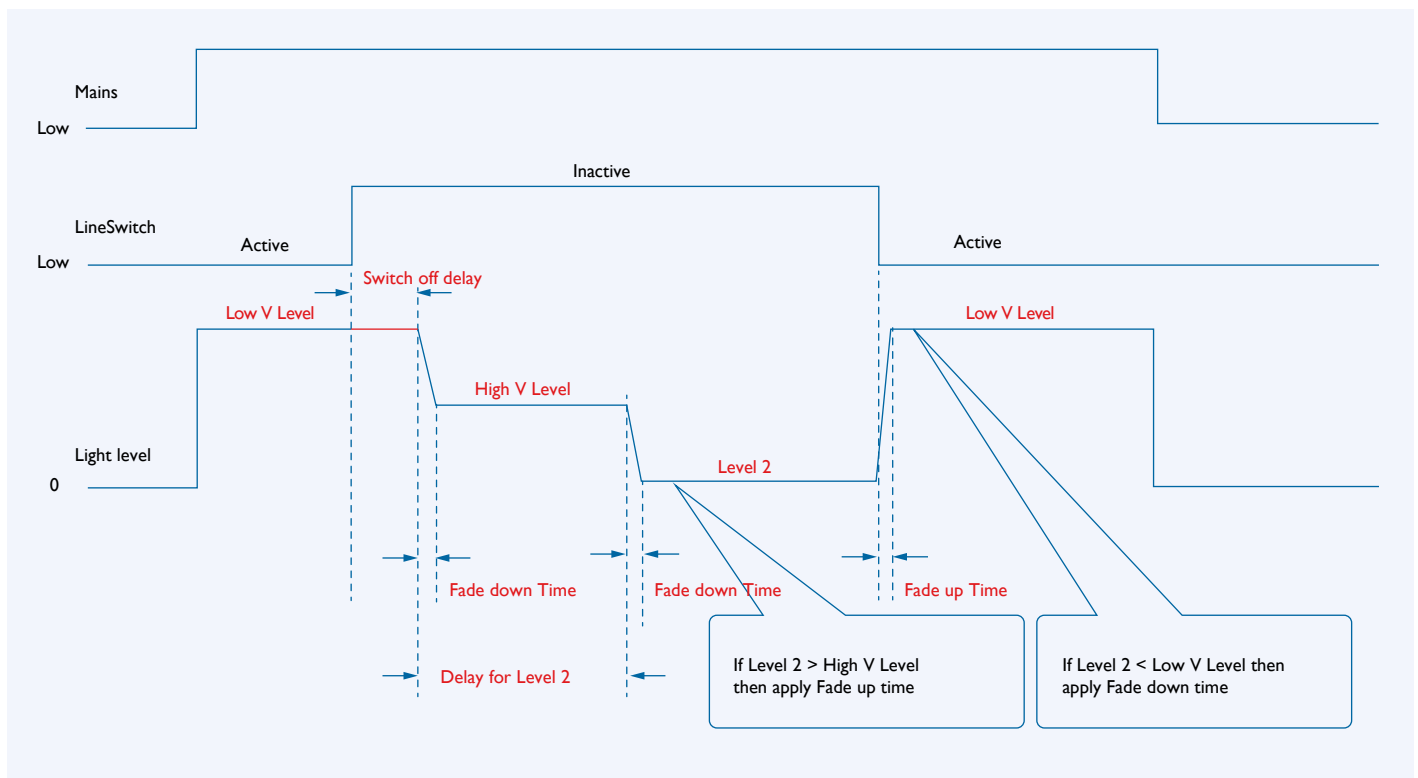 Mains
Low
Inactive
LineSwitch
Active
Active
Low
Switch off delay
Low V Level
Low V Level
High V Level
Light level
Level 2
0
Fade down Time
Fade down Time
Fade up Time
If Level 2 > High V Level
then apply Fade up time
If Level 2 < Low V Level then
apply Fade down time
Delay for Level 2